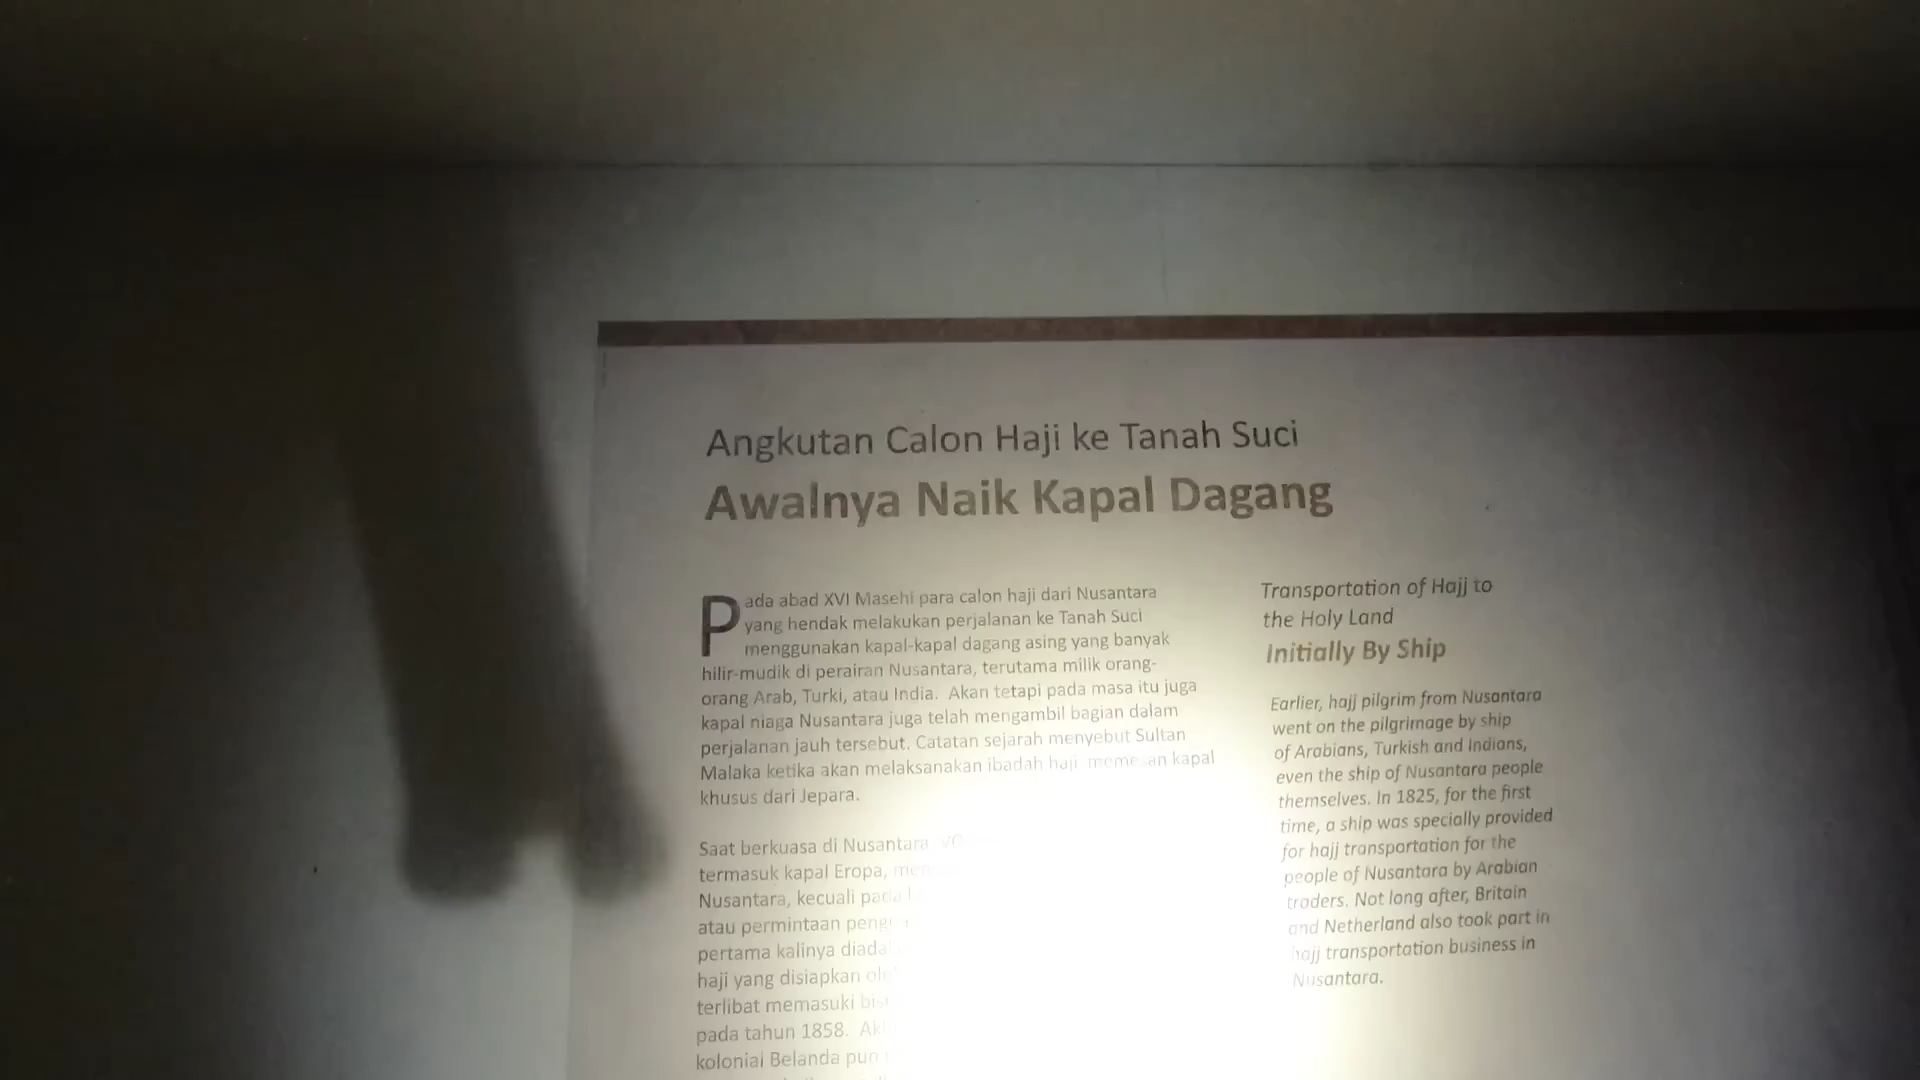 Angkutan Calon Haji ke Tanah Suci
Awalnya Naik Kapal Dagang
Pada abad XVI Masehi para calon haji dari Nusantara
yang hendak melakukan perjalanan ke Tanah Suci
menggunakan kapal-kapal dagang asing yang banyak
hilir-mudik di perairan Nusantara, terutama milik orang-
orang Arab, Turki, atau India. Akan tetapi pada masa itu juga
kapal niaga Nusantara juga telah mengambil bagian dalam
perjalanan jauh tersebut. Catatan sejarah menyebut Sultan
Malaka ketika akan melaksanakan ibadah haji memesan kapal
khusus dari Jepara.
Saat berkuasa di Nusantara
termasuk kapal Eropa,
Nusantara, kecuali pada
atau permintaan
pertama kalinya
haji yang disiapkan
terlibat memasuki
pada tahun 1858.
kolonial Belanda pun
Transportation of Hajj to
the Holy Land
Initially By Ship
Earlier, hajj pilgrim from Nusantara
went on the pilgrimage by ship
of Arabians, Turkish and Indians,
even the ship of Nusantara people
themselves. In 1825, for the first
time, a ship was specially provided
for hajj transportation for the
people of Nusantara by Arabian
traders. Not long after, Britain
and Netherland also took part in
hajj transportation business in
Nusantara.